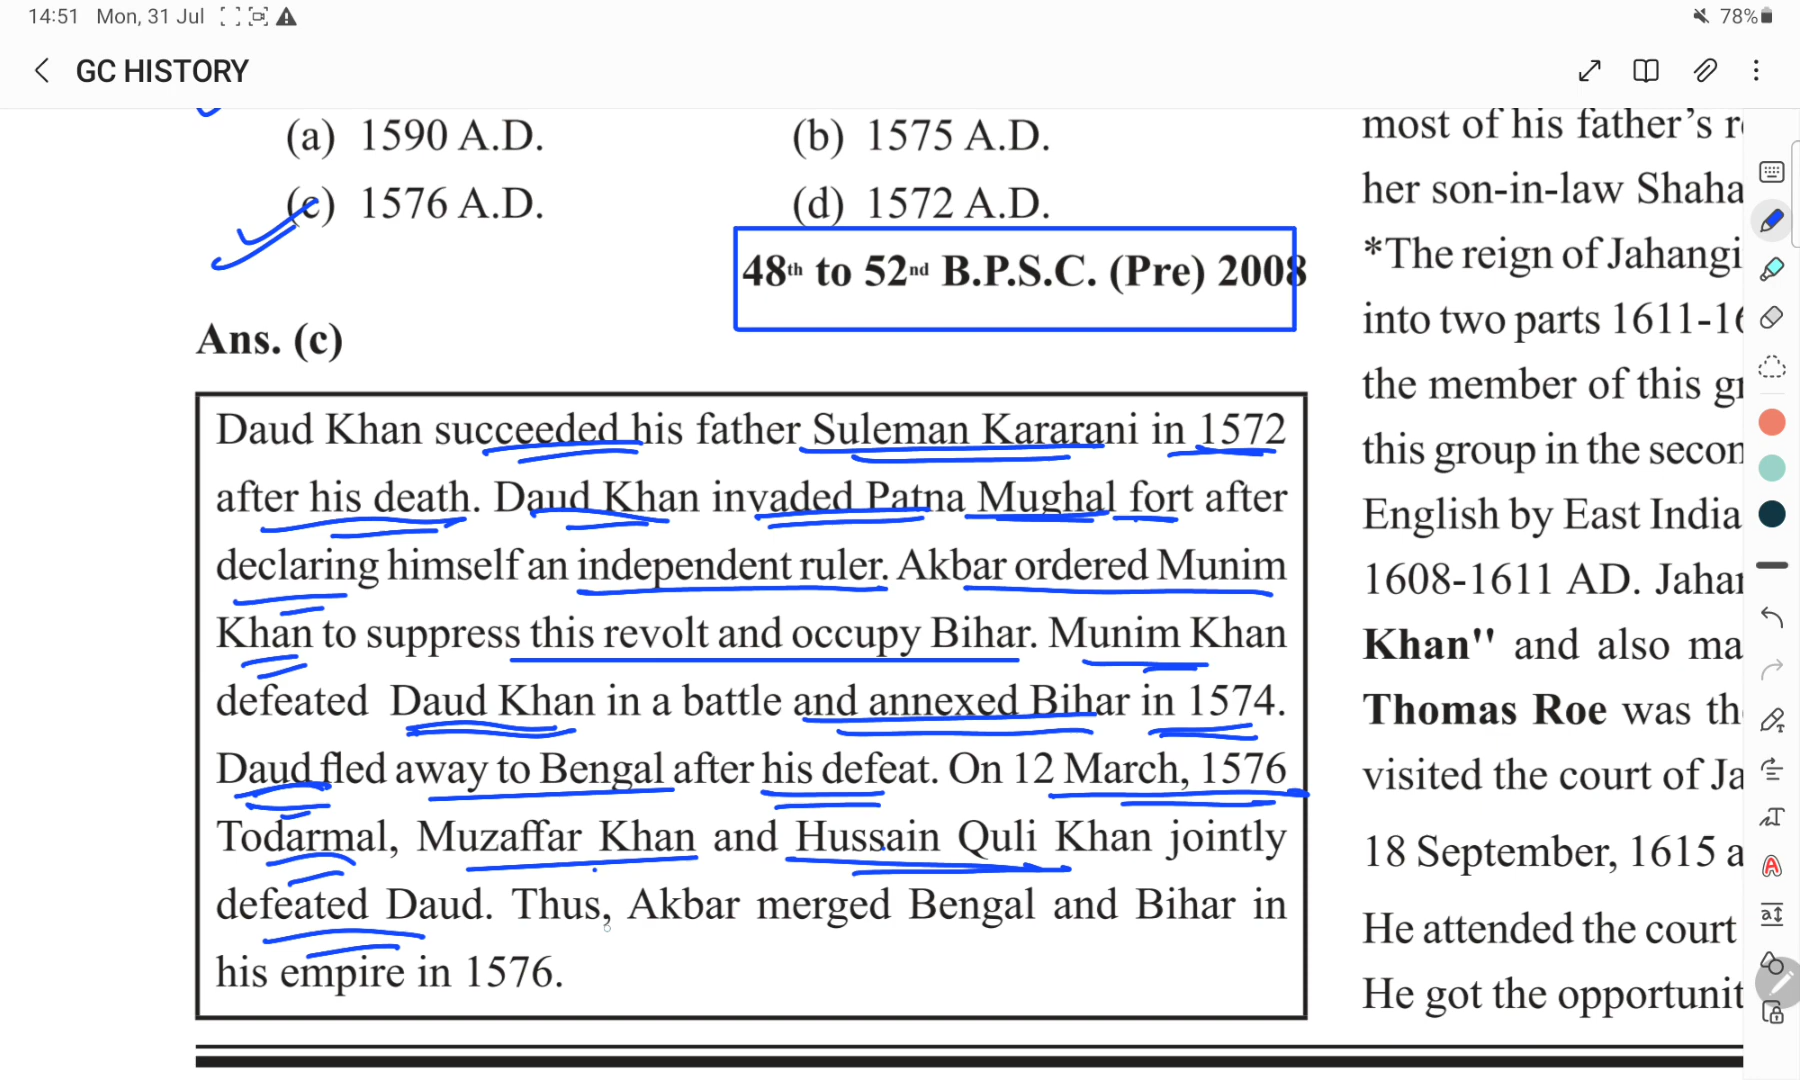 14:51 Mon, 31 Jul
78%
GC HISTORY
(a) 1590 A.D. (b) 1575 A.D.
(c) 1576 A.D. (d) 1572 A.D.
48th to 52nd B.P.S.C. (Pre) 2008
Ans. (c)
Daud Khan succeeded his father Suleman Kararani in 1572
after his death. Daud Khan invaded Patna Mughal fort after
declaring himself an independent ruler. Akbar ordered Munim
Khan to suppress this revolt and occupy Bihar. Munim Khan
defeated Daud Khan in a battle and annexed Bihar in 1574.
Daud fled away to Bengal after his defeat. On 12 March, 1576
Todarmal, Muzaffar Khan and Hussain Quli Khan jointly
defeated Daud. Thus, Akbar merged Bengal and Bihar in
his empire in 1576.
most of his father's
her son-in-law Shaha
*The reign of Jahangi
into two parts 1611-16
the member of this gr
this group in the secon
English by East India
1608-1611 AD. Jahan
Khan" and also ma
Thomas Roe was th
visited the court of Ja
18 September, 1615 a
He attended the court
He got the opportunit